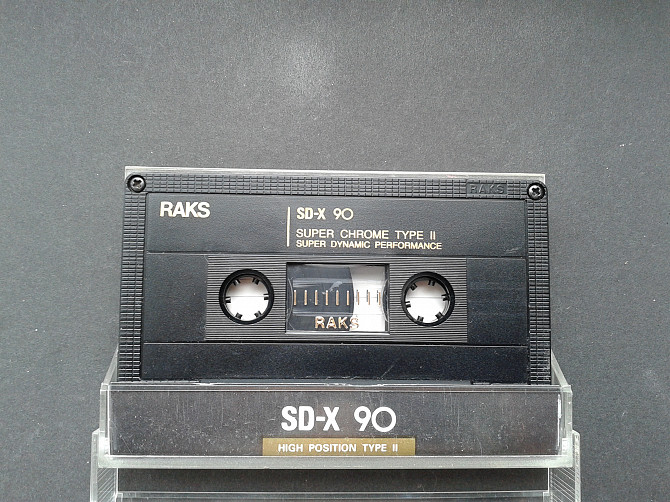 RAKS
RAKS
SD-X 90
SUPER CHROME TYPE II
SUPER DYNAMIC PERFORMANCE
RAKS
SD-X 90
HIGH POSITION TYPE II